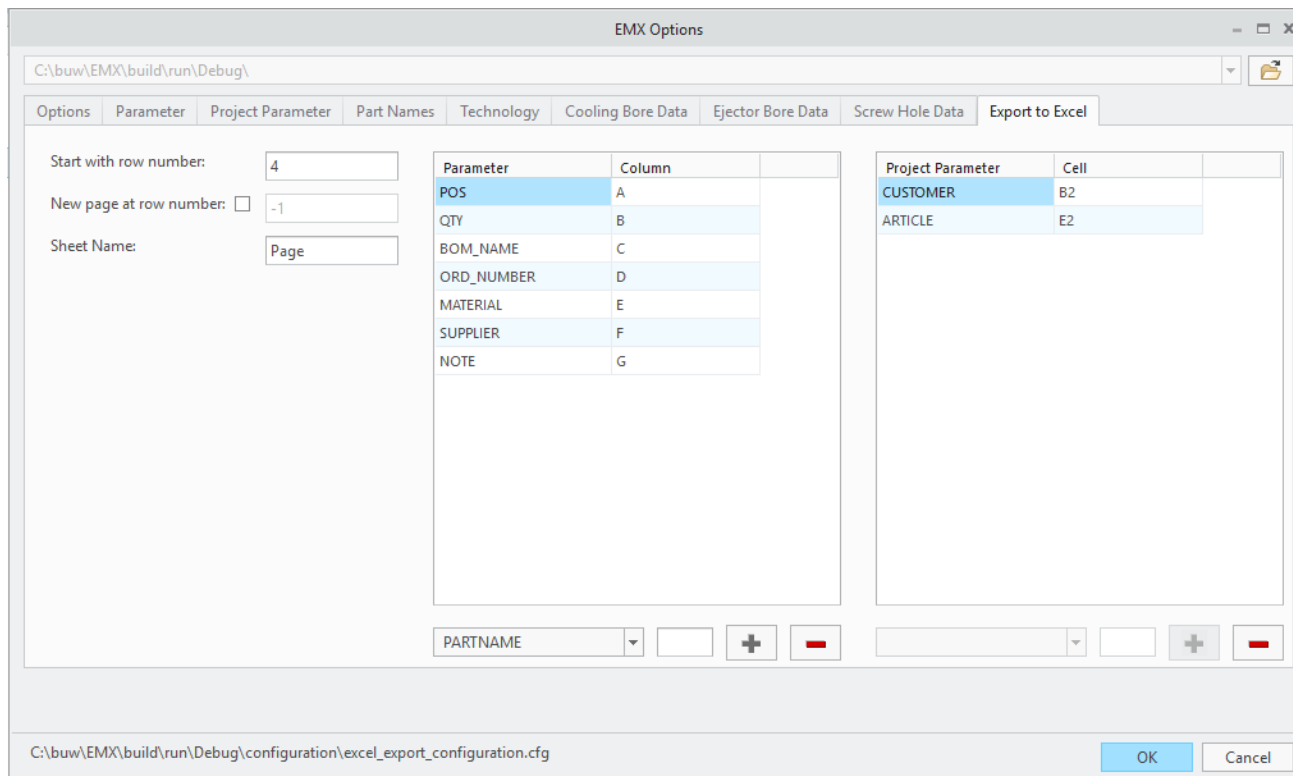 EMX Options
C:\buw\EMX\build\run\Debug\
Options Parameter Project Parameter Part Names Technology Cooling Bore Data Ejector Bore Data Screw Hole Data Export to Excel
Start with row number: 4
New page at row number: -1
Sheet Name: Page
Parameter Column
POS A
QTY B
BOM_NAME C
ORD_NUMBER D
MATERIAL E
SUPPLIER F
NOTE G
PARTNAME
Project Parameter Cell
CUSTOMER B2
ARTICLE E2
C:\buw\EMX\build\run\Debug\configuration\excel_export_configuration.cfg
OK Cancel